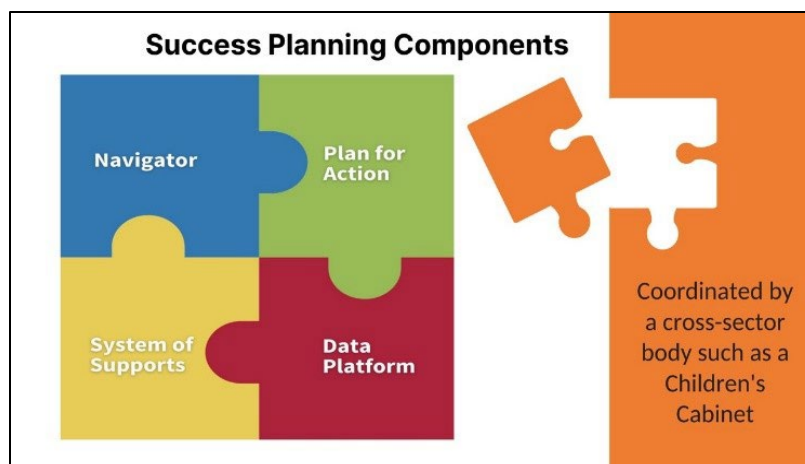 Success Planning Components
Navigator
Plan for
Action
System of
Supports
Data
Platform
Coordinated by
a cross-sector
body such as a
Children's
Cabinet